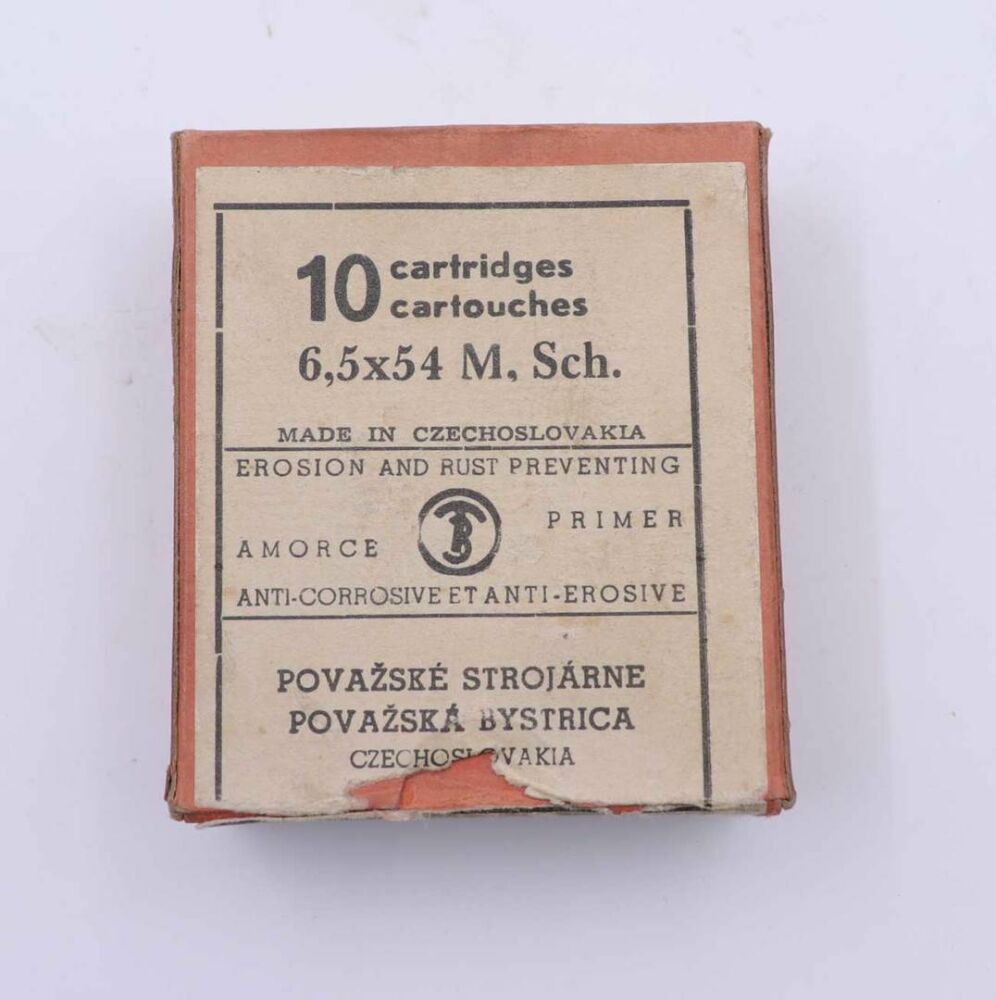 10 cartridges
cartouches
6,5x54 M. Sch.
MADE IN CZECHOSLOVAKIA
EROSION AND RUST PREVENTING
PRIMER
AMORCE
ANTI-CORROSIVE ET ANTI-EROSIVE
POVAŽSKÉ STROJÁRNE
POVAŽSKÁ BYSTRICA
CZECHOSLOVAKIA